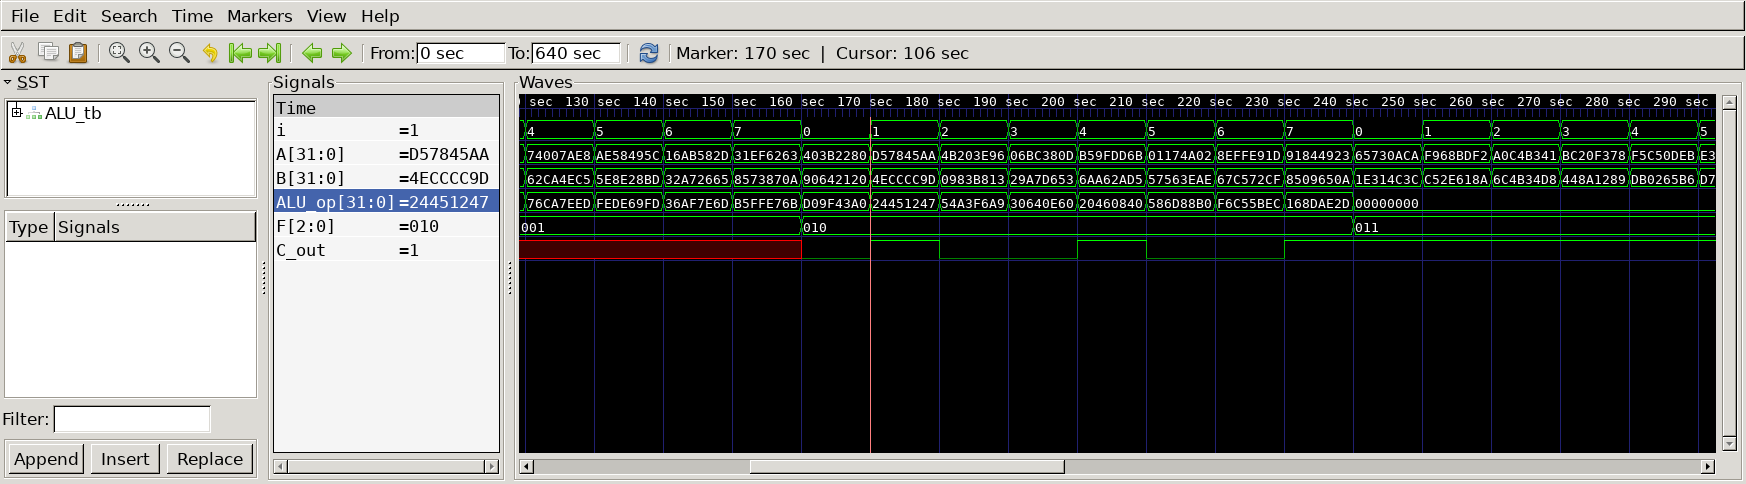 File Edit Search Time Markers View Help
From: 0 sec To: 640 sec Marker: 170 sec | Cursor: 106 sec
SST
ALU_tb
Type Signals
Filter:
Append Insert Replace
Signals
Time
i =1
A[31:0] =D57845AA
B[31:0] =4ECCCC9D
ALU_op[31:0] =24451247
F[2:0] =010
C_out =1
Waves
sec 130 sec 140 sec 150 sec 160 sec 170 sec 180 sec 190 sec 200 sec 210 sec 220 sec 230 sec 240 sec 250 sec 260 sec 270 sec 280 sec 290 sec
4 5 6 7 0 1 2 3 4 5 6 7 0 1 2 3 4 5
74007AE8 AE58495C 16AB582D 31EF6263 403B2280 D57845AA 4B203E96 06BC380D B59FDD6B 01174A02 8EFFE91D 91844923 65730ACA F968BDF2 A0C4B341 BC20F378 F5C50DEB E3
62CA4EC5 5E8E28BD 32A72665 8573870A 90642120 4ECCCC9D 0983B813 29A7D653 6AA62AD5 57563EAE 67C572CF 8509650A 1E314C3C C52E618A 6C4B34D8 448A1289 DB0265B6 D7
76CA7EED FEDE69FD 36AF7E6D B5FFE76B D09F43A0 24451247 54A3F6A9 30640E60 20460840 586D88B0 F6C55BEC 168DAE2D 00000000
001 010 011